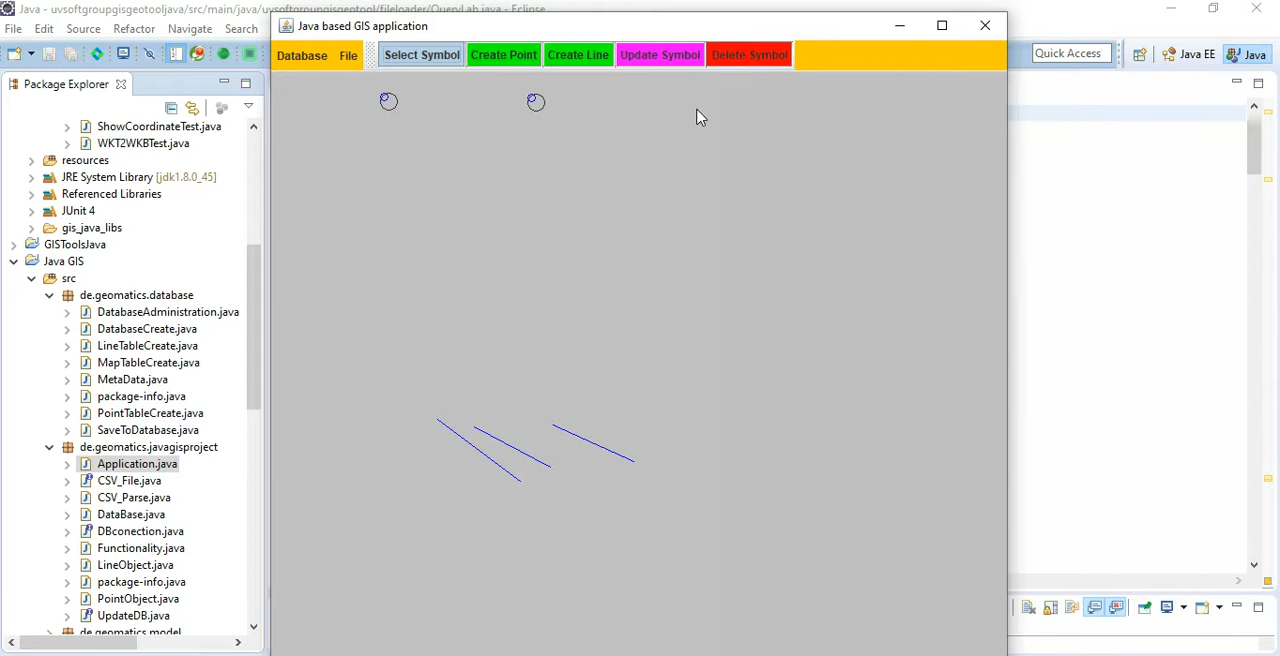 Java - uvsoftgroupgisgeotooljava/src/main/java/uvsoftgroupgisgeotool/fileloader/QueryLab.java - Eclipse
File Edit Source Refactor Navigate Search
Java based GIS application
Database File Select Symbol Create Point Create Line Update Symbol Delete Symbol
Quick Access Java EE Java
Package Explorer
ShowCoordinateTest.java
WKT2WKBTest.java
resources
JRE System Library [jdk1.8.0_45]
Referenced Libraries
JUnit 4
gis_java_libs
GISToolsJava
Java GIS
src
de.geomatics.database
DatabaseAdministration.java
DatabaseCreate.java
LineTableCreate.java
MapTableCreate.java
MetaData.java
package-info.java
PointTableCreate.java
SaveToDatabase.java
de.geomatics.javagisproject
Application.java
CSV_File.java
CSV_Parse.java
DataBase.java
DBconection.java
Functionality.java
LineObject.java
package-info.java
PointObject.java
UpdateDB.java
de.geomatics.model